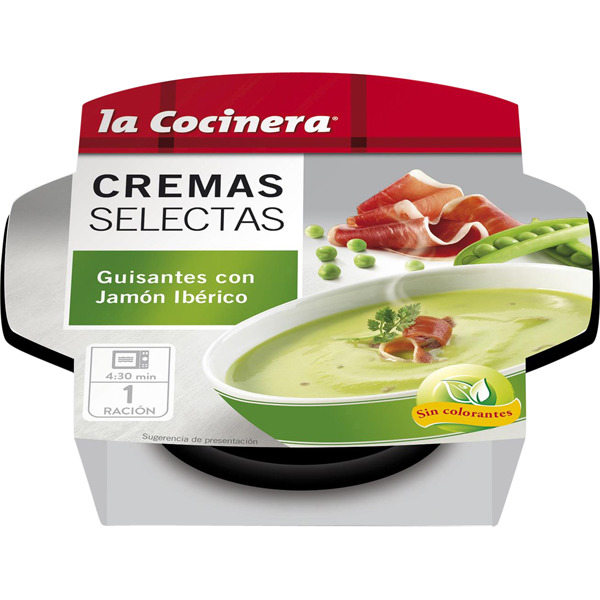 la Cocinera®
CREMAS
SELECTAS
Guisantes con
Jamón Ibérico
4:30 min
1
RACIÓN
Sin colorantes
Sugerencia de presentación